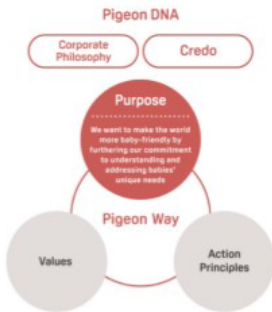 Pigeon DNA
Corporate
Philosophy
Credo
Purpose
We want to make the world
more baby-friendly by
furthering our commitment
to understanding and
addressing babies'
unique needs
Pigeon Way
Values
Action
Principles